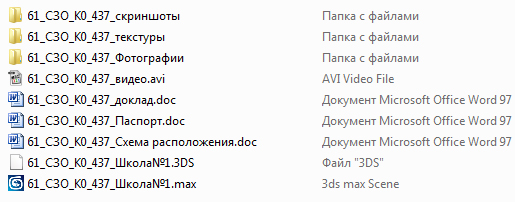 61_СЗО_К0_437_скриншоты Папка с файлами
61_СЗО_К0_437_текстуры Папка с файлами
61_СЗО_К0_437_Фотографии Папка с файлами
61_СЗО_К0_437_видео.avi AVI Video File
61_СЗО_К0_437_доклад.doc Документ Microsoft Office Word 97
61_СЗО_К0_437_Паспорт.doc Документ Microsoft Office Word 97
61_СЗО_К0_437_Схема расположения.doc Документ Microsoft Office Word 97
61_СЗО_К0_437_Школа№1.3DS Файл "3DS"
61_СЗО_К0_437_Школа№1.max 3ds max Scene